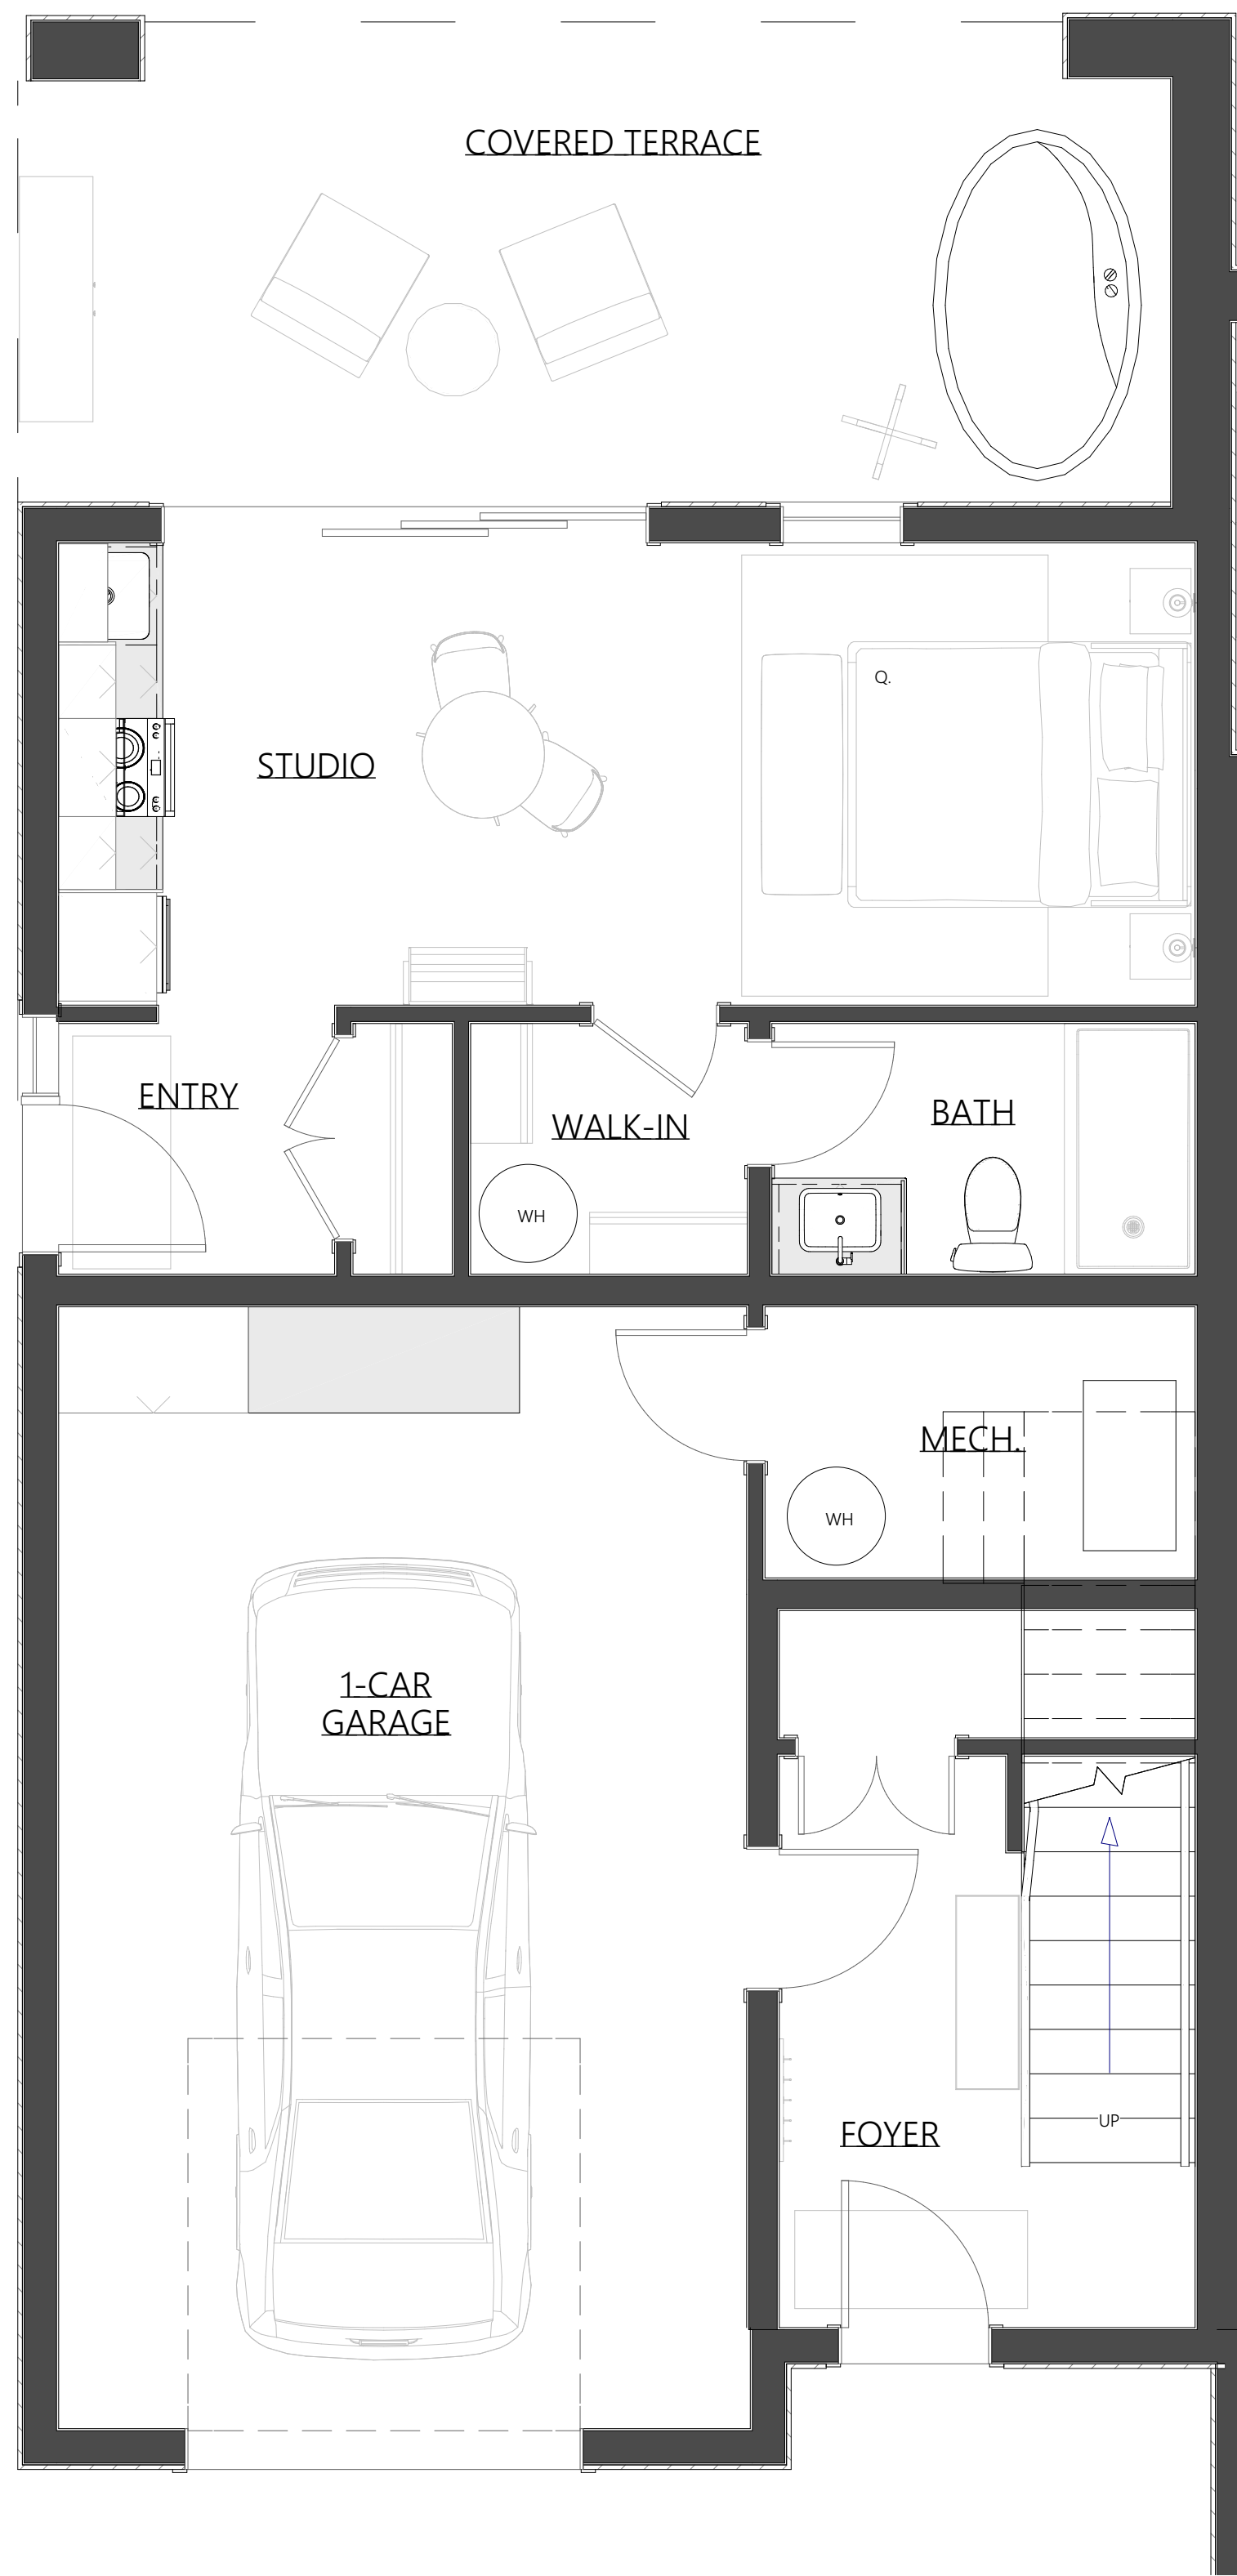 COVERED TERRACE
Q.
STUDIO
ENTRY
WALK-IN
BATH
WH
MECH.
WH
1-CAR
GARAGE
UP
FOYER